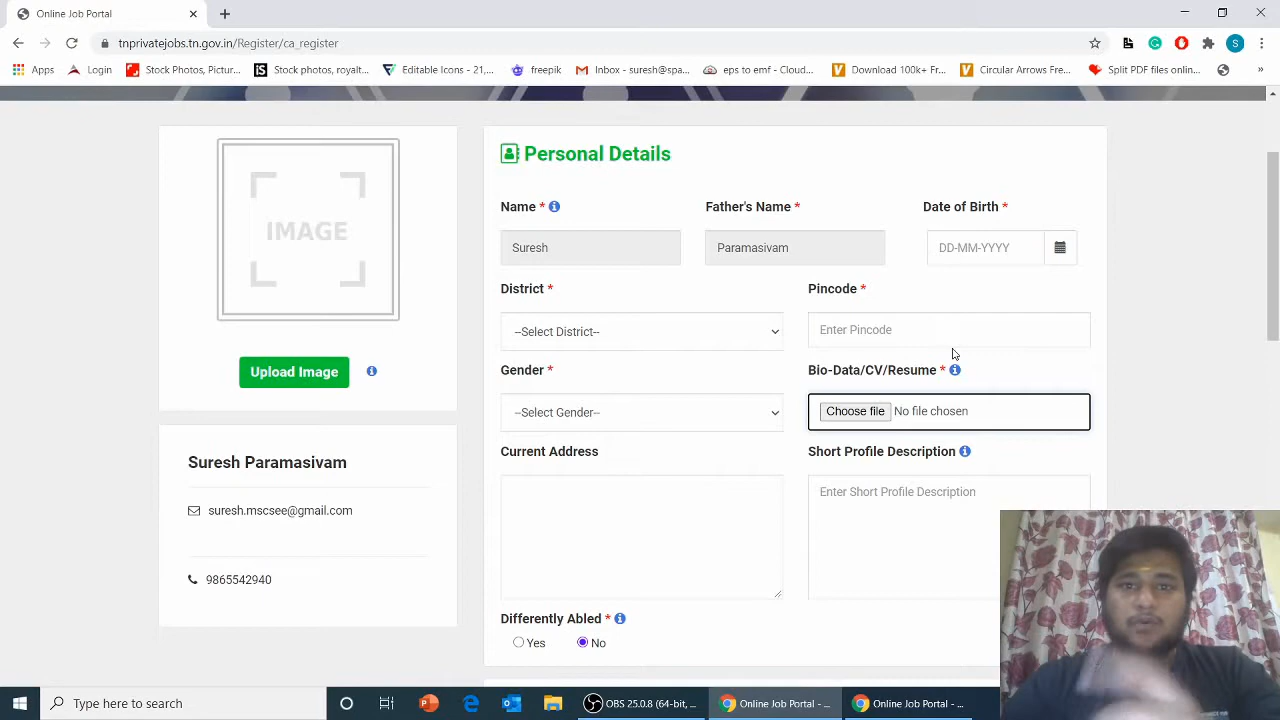 Online Job Portal
tnprivatejobs.tn.gov.in/Register/ca_register
S
Apps
Login
Stock Photos, Pictur...
Stock photos, royalt...
Editable Icons - 21,...
freepik
Inbox - suresh@spa...
eps to emf - Cloud...
Download 100k+ Fr...
Circular Arrows Free...
Split PDF files onlin...
IMAGE
Upload Image
Suresh Paramasivam
suresh.mscsee@gmail.com
9865542940
Personal Details
Name *
Father's Name *
Date of Birth *
Suresh
Paramasivam
DD-MM-YYYY
District *
Pincode *
--Select District--
Enter Pincode
Gender *
Bio-Data/CV/Resume *
--Select Gender--
Choose file No file chosen
Current Address
Short Profile Description
Enter Short Profile Description
Differently Abled *
Yes
No
Type here to search
OBS 25.0.8 (64-bit, ...
Online Job Portal - ...
Online Job Portal - ...